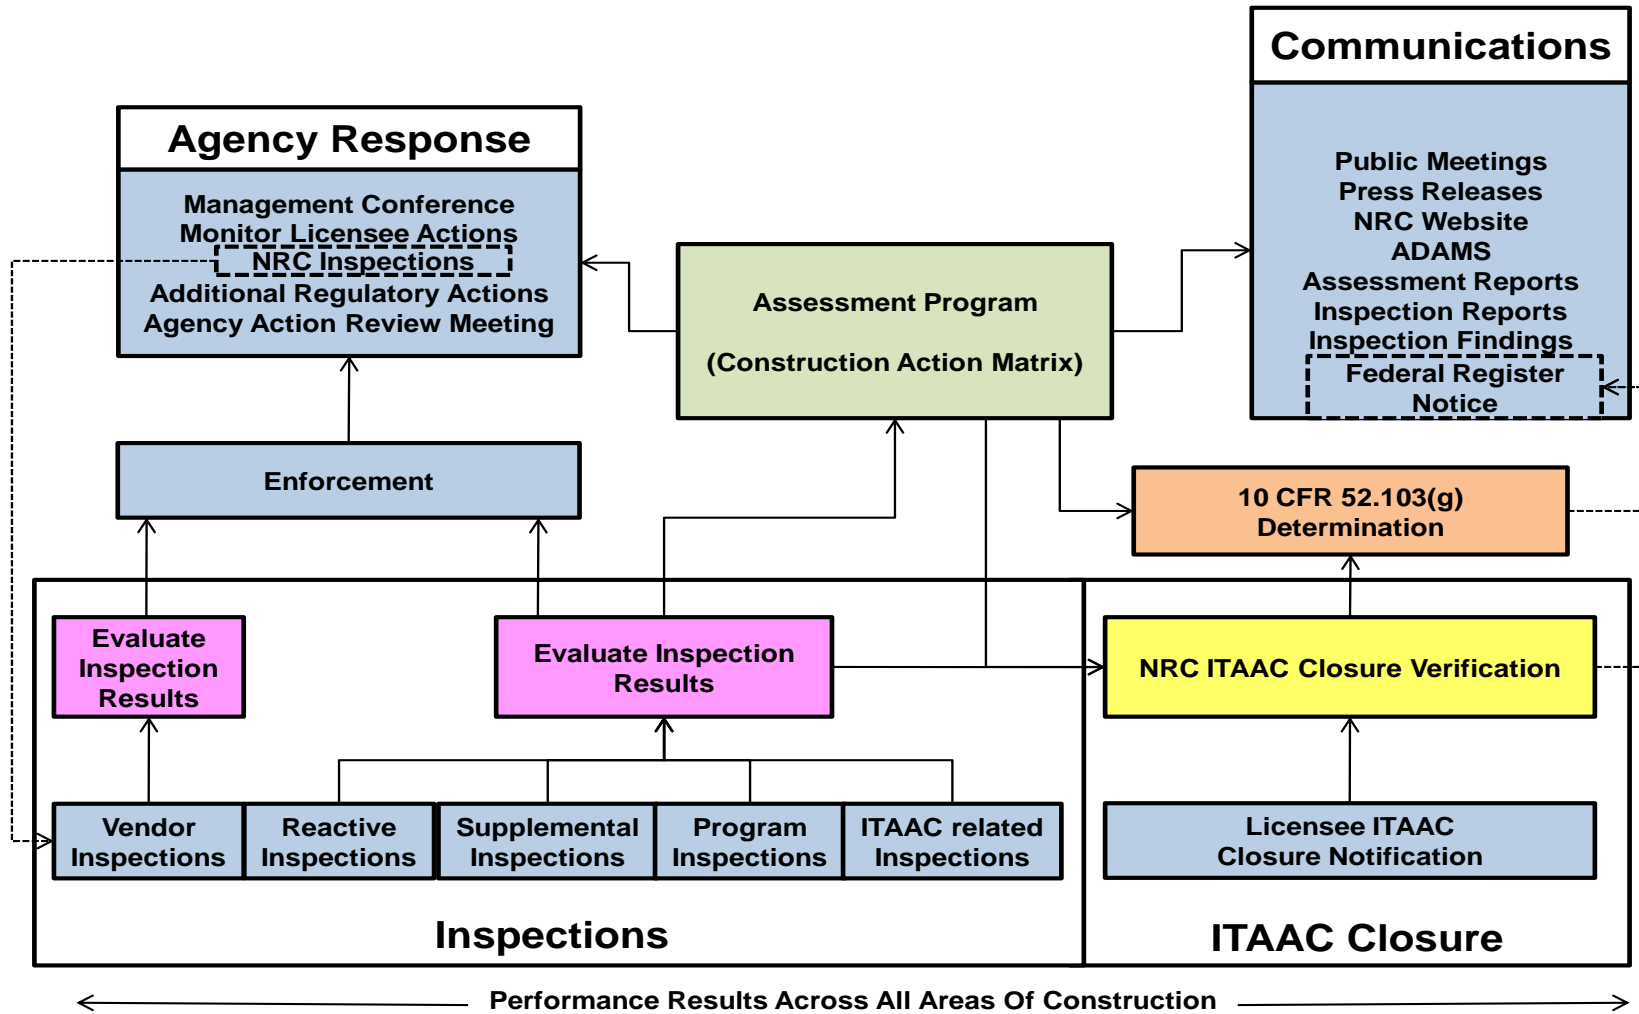 Communications
Public Meetings
Press Releases
NRC Website
ADAMS
Assessment Reports
Inspection Reports
Inspection Findings
Federal Register
Notice
Agency Response
Management Conference
Monitor Licensee Actions
NRC Inspections
Additional Regulatory Actions
Agency Action Review Meeting
Assessment Program
(Construction Action Matrix)
Enforcement
10 CFR 52.103(g)
Determination
Evaluate
Inspection
Results
Evaluate Inspection
Results
NRC ITAAC Closure Verification
Vendor
Inspections
Reactive
Inspections
Supplemental
Inspections
Program
Inspections
ITAAC related
Inspections
Licensee ITAAC
Closure Notification
Inspections
ITAAC Closure
Performance Results Across All Areas Of Construction